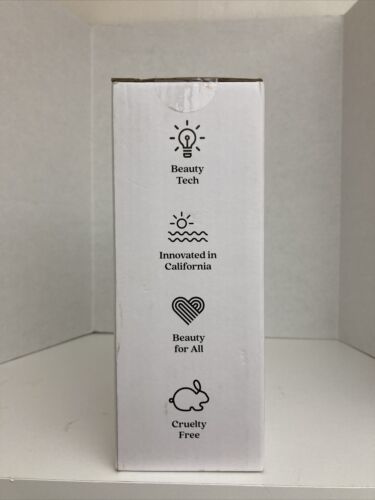 Beauty
Tech
Innovated in
California
Beauty
for All
Cruelty
Free